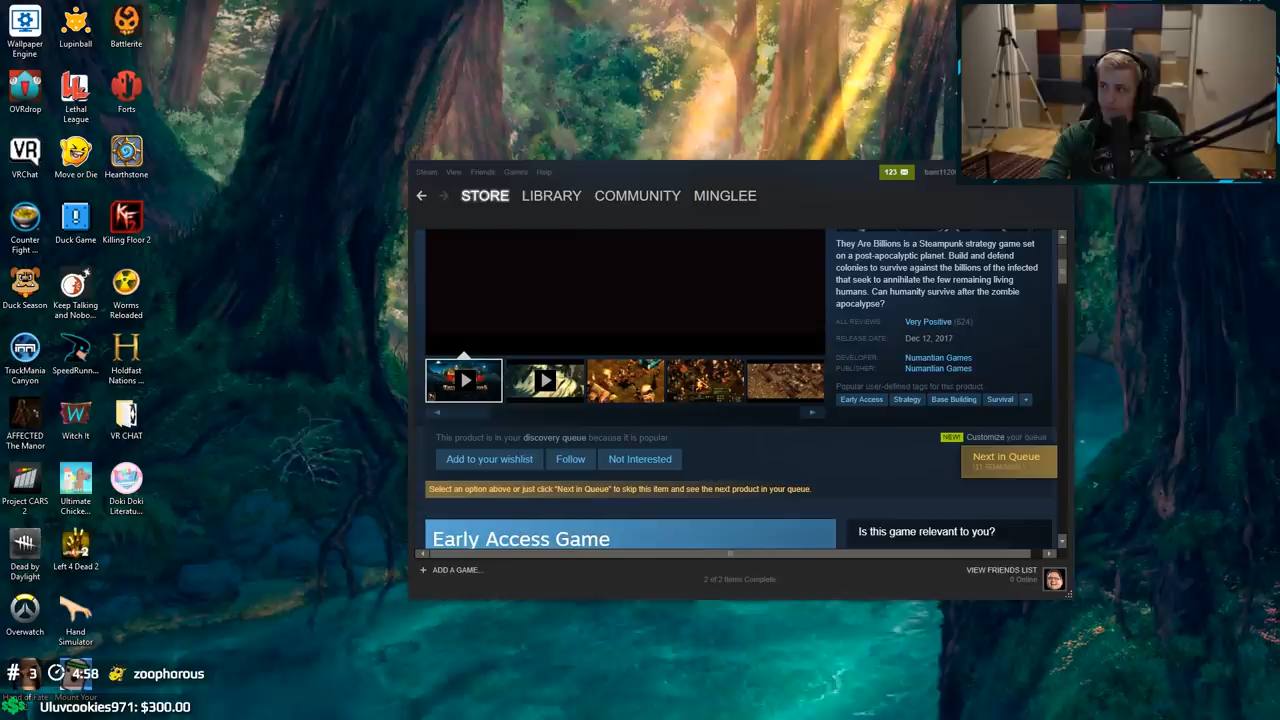 Wallpaper
Engine
Lupinball
Battlerite
OVRdrop
Lethal
League
Forts
VRChat
Move or Die
Hearthstone
Counter
Fight ...
Duck Game
Killing Floor 2
Duck Season
Keep Talking
and Nobo...
Worms
Reloaded
TrackMania
Canyon
SpeedRunn...
Holdfast
Nations ...
AFFECTED
The Manor
Witch It
VR CHAT
Project CARS
2
Ultimate
Chicke...
Doki Doki
Literatu...
Dead by
Daylight
Left 4 Dead 2
Overwatch
Hand
Simulator
# 3 4:58 zoophorous
Uluvcookies971: $300.00
Steam View Friends Games Help
123
STORE LIBRARY COMMUNITY MINGLEE
They Are Billions is a Steampunk strategy game set
on a post-apocalyptic planet. Build and defend
colonies to survive against the billions of the infected
that seek to annihilate the few remaining living
humans. Can humanity survive after the zombie
apocalypse?
ALL REVIEWS: Very Positive (624)
RELEASE DATE: Dec 12, 2017
DEVELOPER: Numantian Games
PUBLISHER: Numantian Games
Popular user-defined tags for this product:
Early Access Strategy Base Building Survival +
This product is in your discovery queue because it is popular
NEW! Customize your queue
Add to your wishlist Follow Not Interested
Next in Queue
Select an option above or just click "Next in Queue" to skip this item and see the next product in your queue.
Early Access Game
Is this game relevant to you?
+ ADD A GAME...
2 of 2 Items Complete
VIEW FRIENDS LIST
0 Online